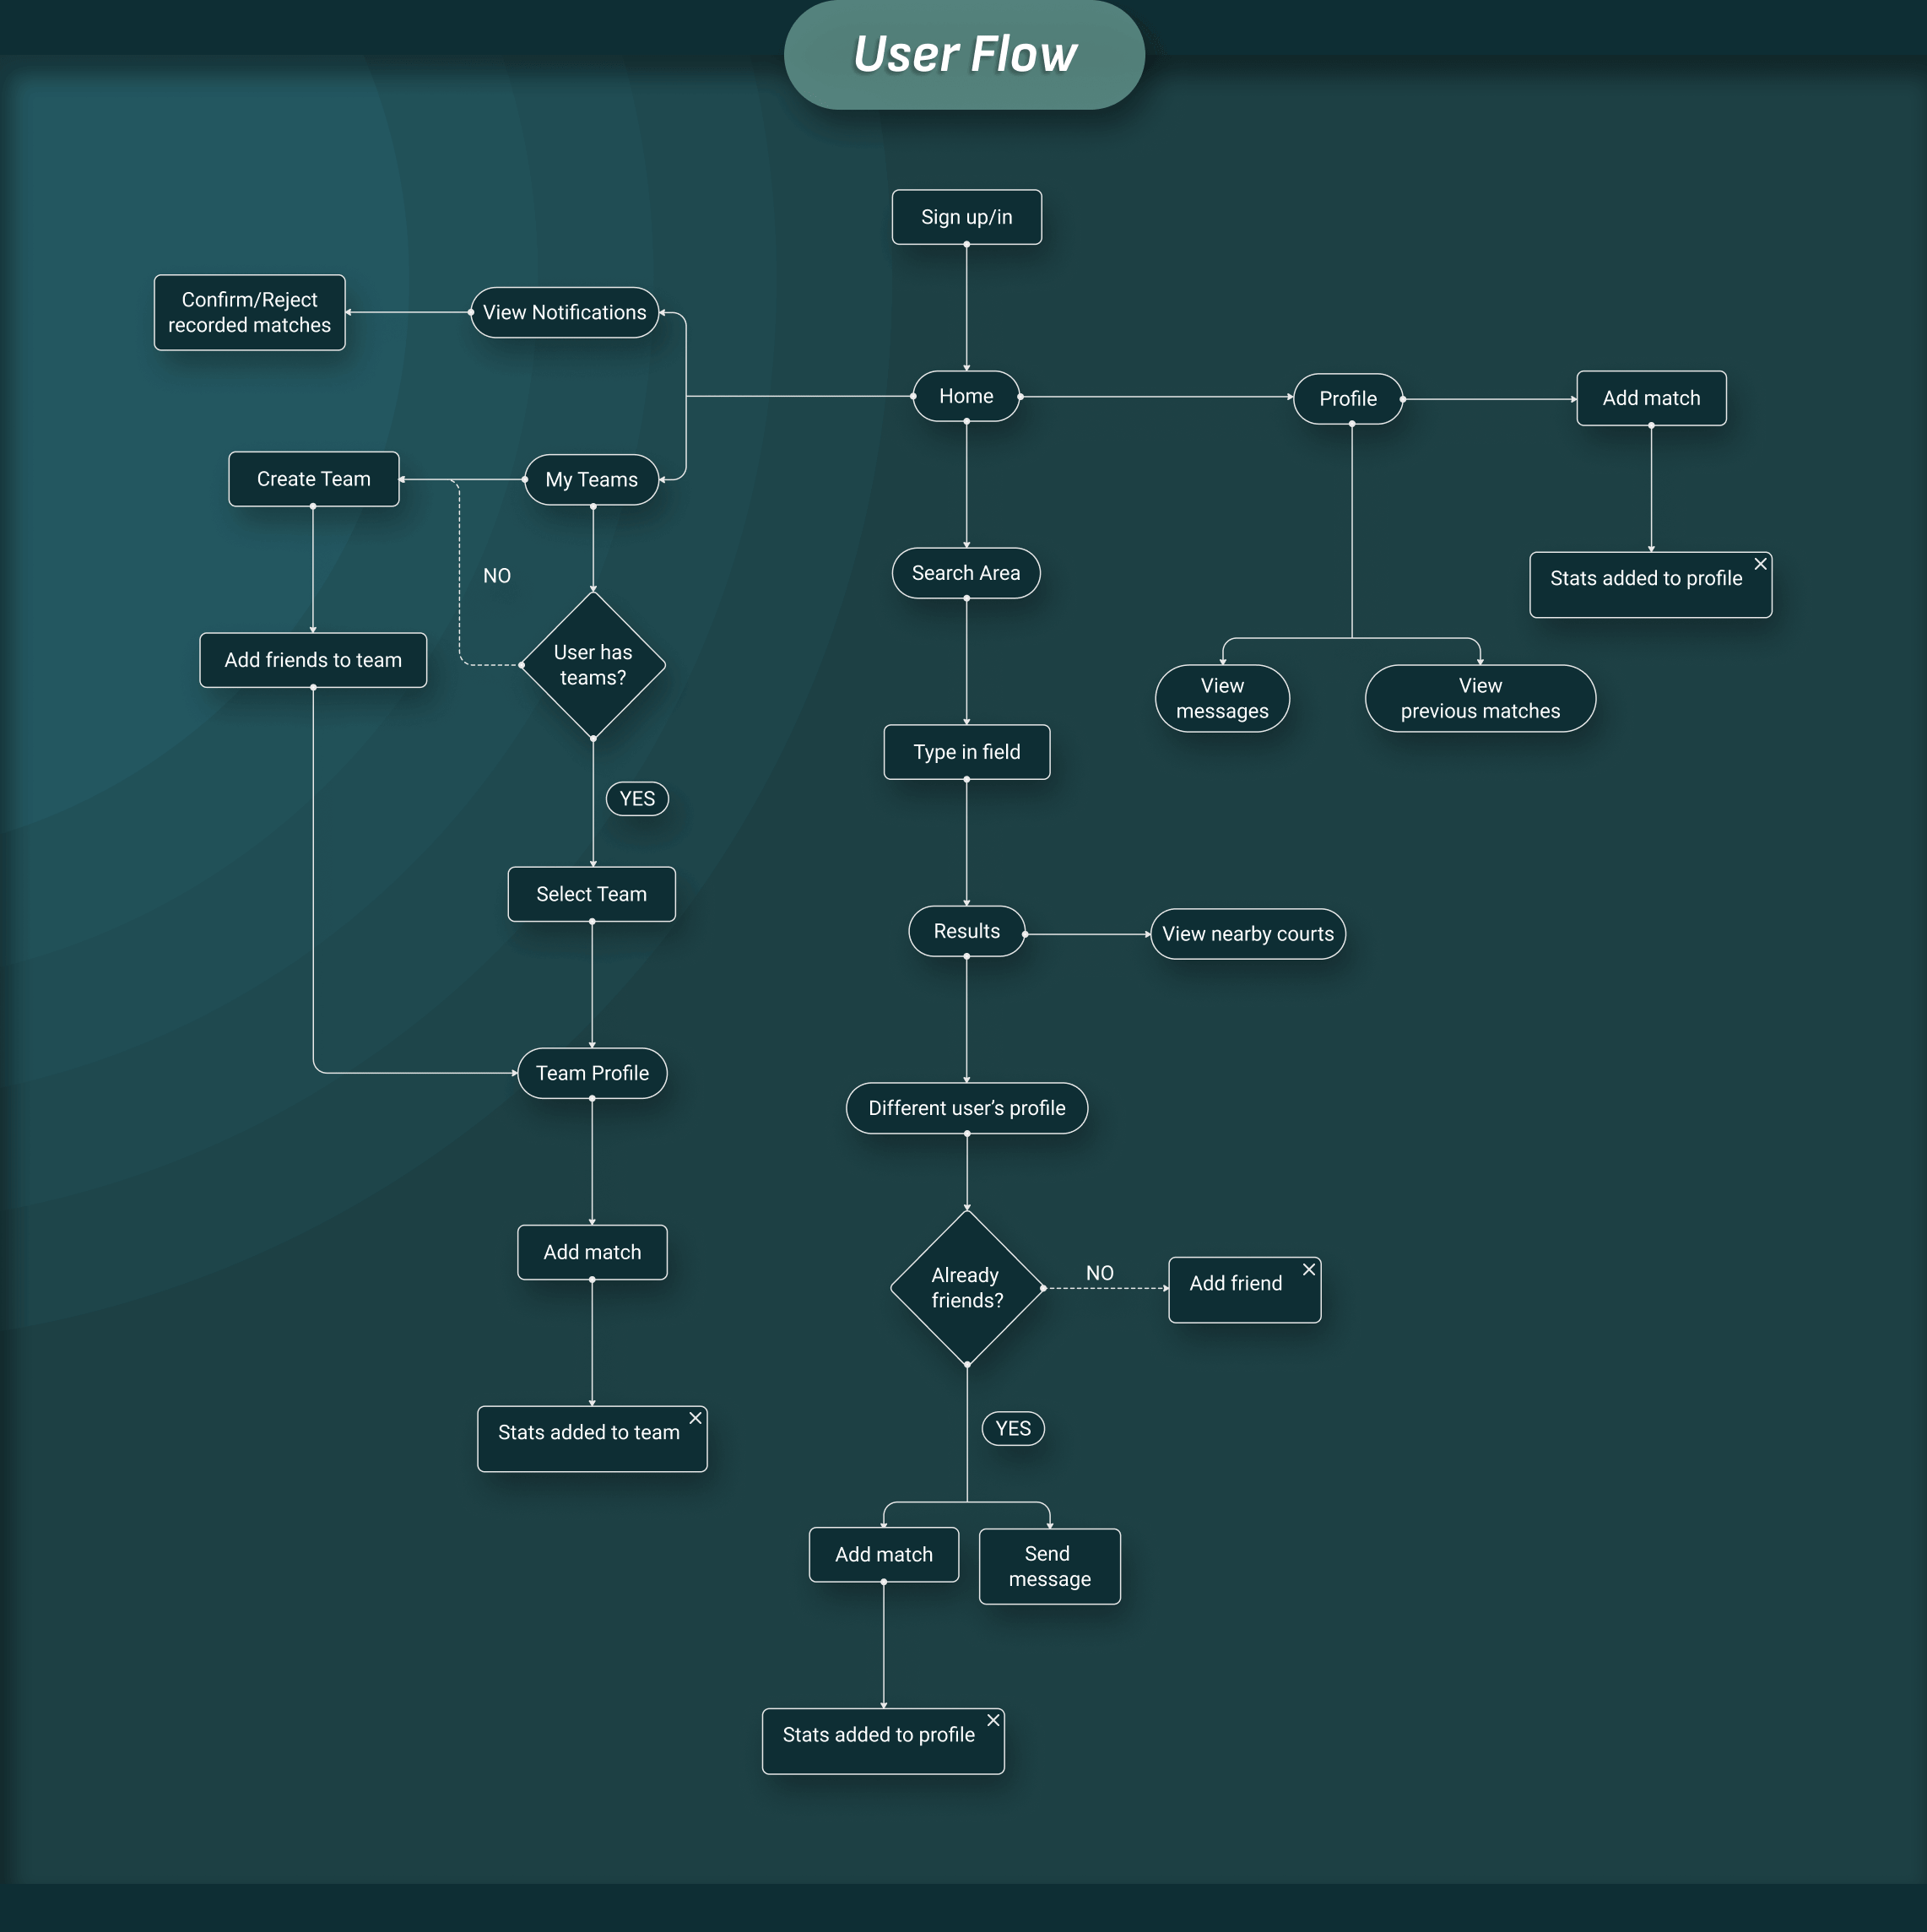 User Flow
Sign up/in
Confirm/Reject
recorded matches
View Notifications
Home
Profile
Add match
Create Team
My Teams
NO
Search Area
Stats added to profile
Add friends to team
User has
teams?
View
messages
View
previous matches
Type in field
YES
Select Team
Results
View nearby courts
Team Profile
Different user’s profile
Add match
Already
friends?
NO
Add friend
Stats added to team
YES
Add match
Send
message
Stats added to profile